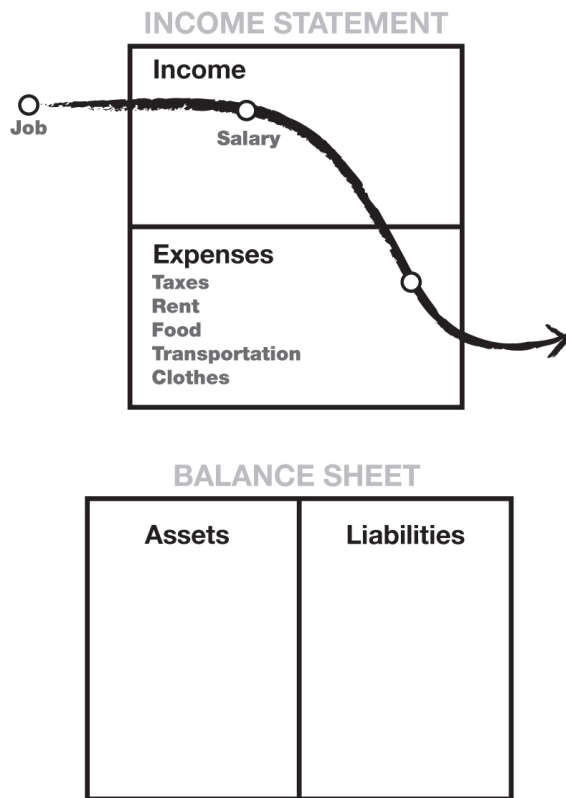 INCOME STATEMENT
Income
Job
Salary
Expenses
Taxes
Rent
Food
Transportation
Clothes
BALANCE SHEET
Assets
Liabilities